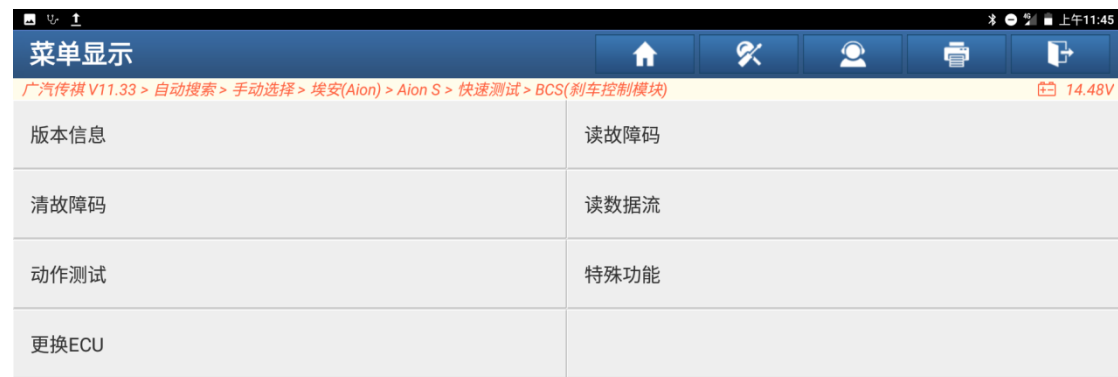 上午11:45
菜单显示
广汽传祺 V11.33 > 自动搜索 > 手动选择 > 埃安(Aion) > Aion S > 快速测试 > BCS(刹车控制模块) 14.48V
版本信息 读故障码
清故障码 读数据流
动作测试 特殊功能
更换ECU